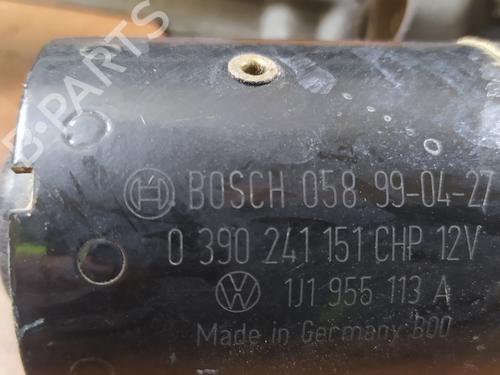 B-PARTS
BOSCH 058 99-04-27
0 390 241 151 CHP 12V
1J1 955 113 A
Made in Germany B00